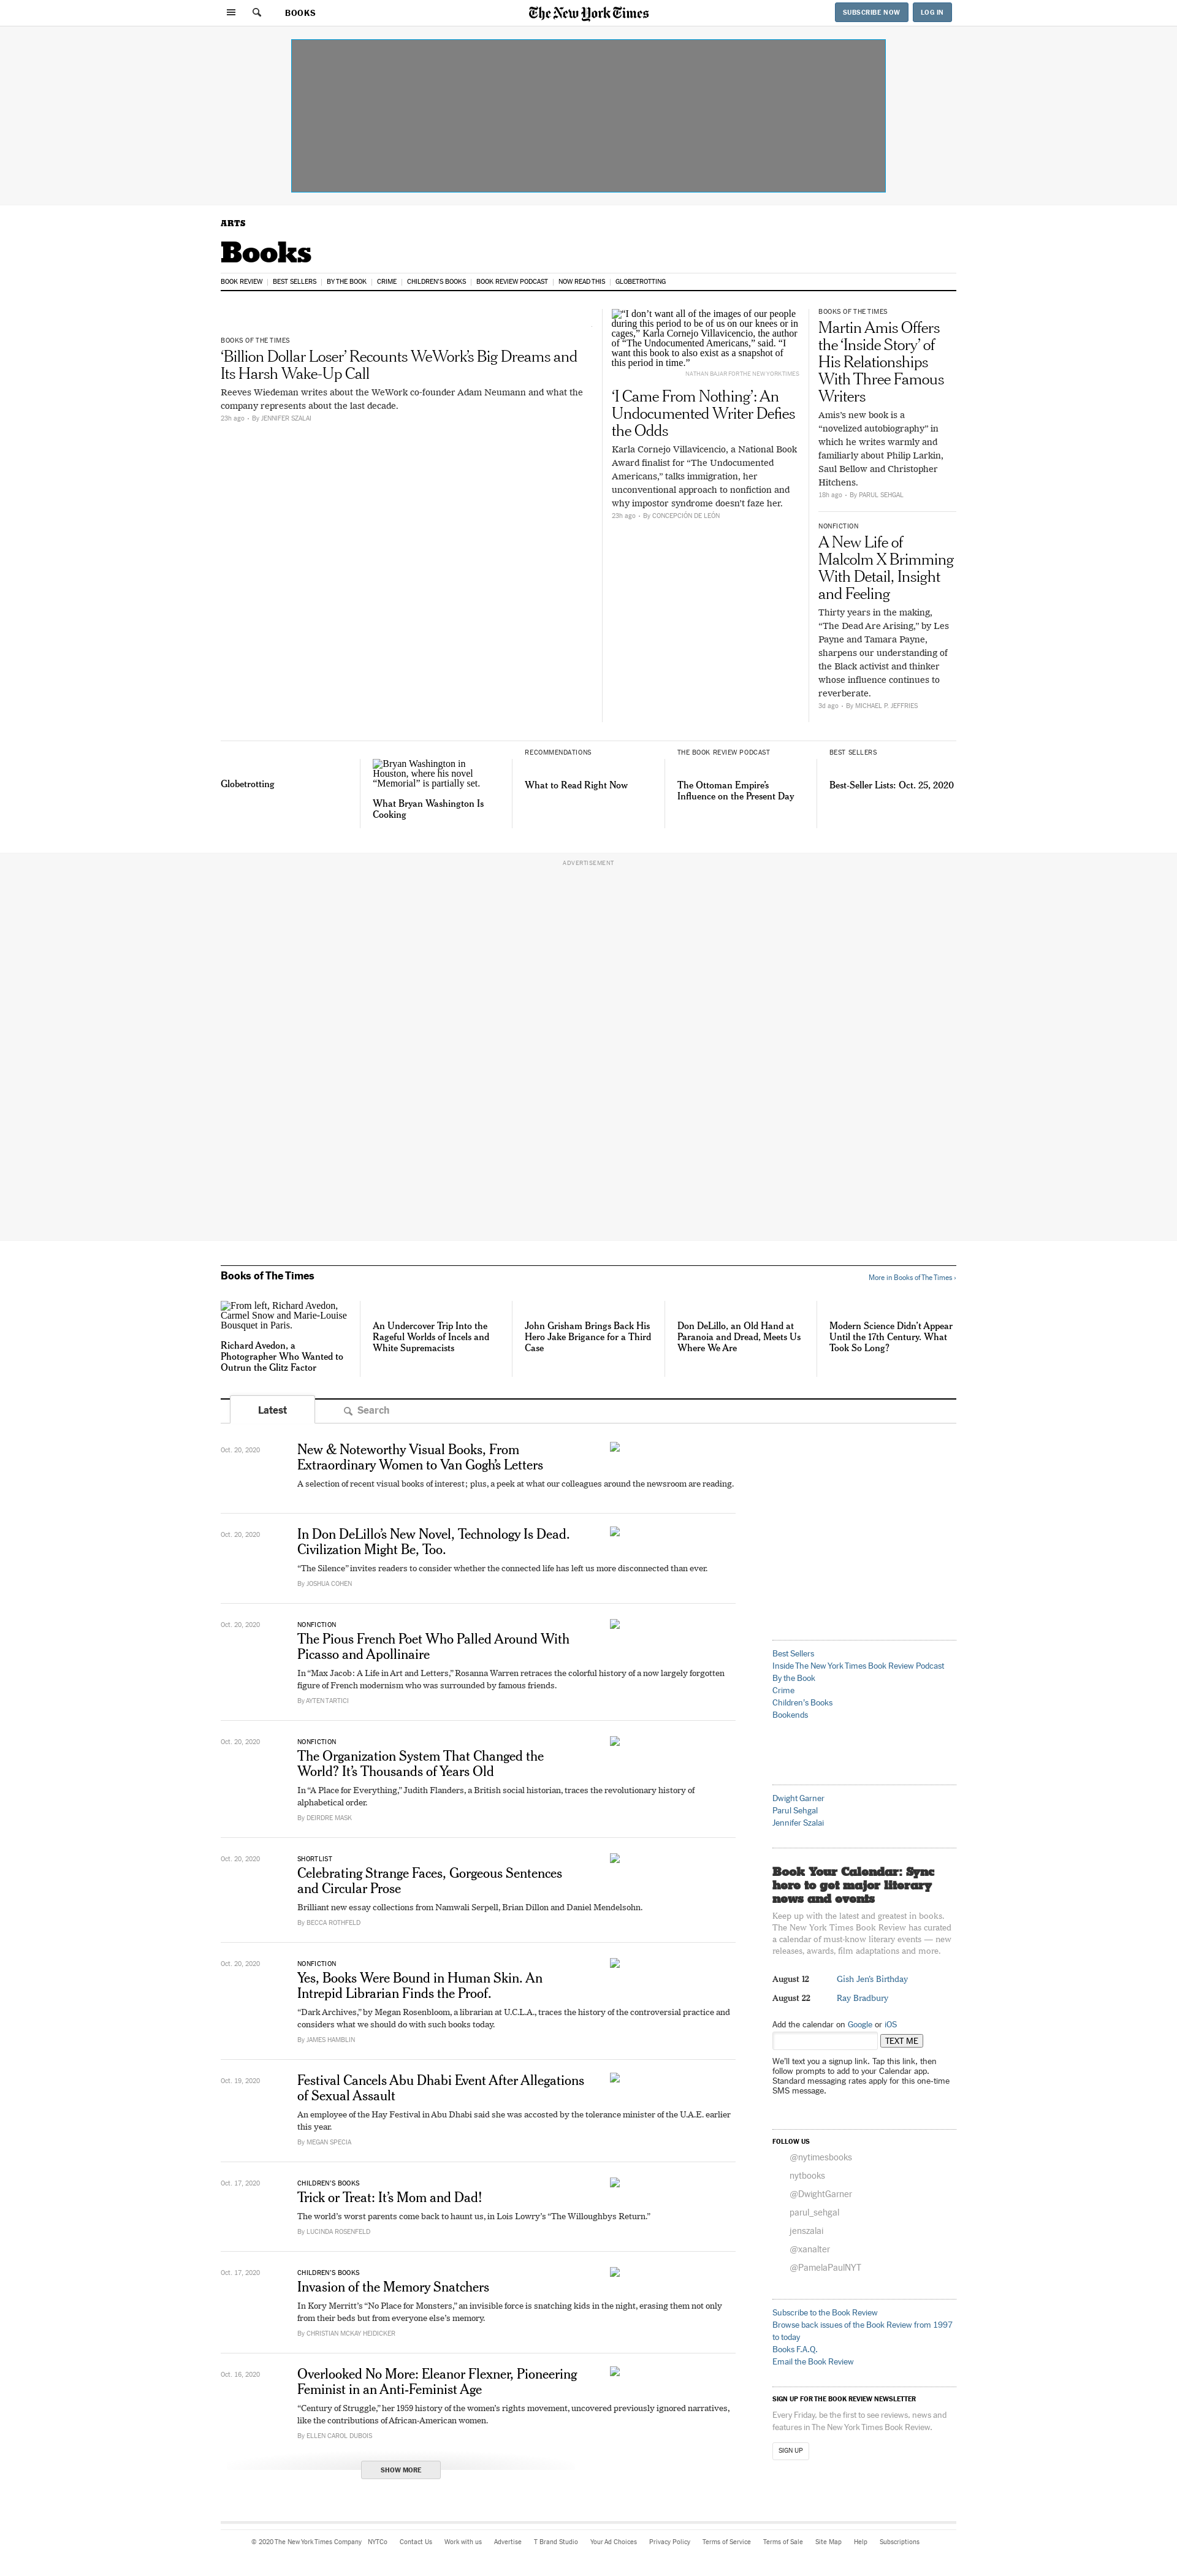 BOOKS
The New York Times
SUBSCRIBE NOW
LOG IN
ARTS
Books
BOOK REVIEW | BEST SELLERS | BY THE BOOK | CRIME | CHILDREN'S BOOKS | BOOK REVIEW PODCAST | NOW READ THIS | GLOBETROTTING
BOOKS OF THE TIMES
‘Billion Dollar Loser’ Recounts WeWork’s Big Dreams and
Its Harsh Wake-Up Call
Reeves Wiedeman writes about the WeWork co-founder Adam Neumann and what the
company represents about the last decade.
23h ago • By JENNIFER SZALAI
“I don’t want all of the images of our people
during this period to be of us on our knees or in
cages,” Karla Cornejo Villavicencio, the author
of “The Undocumented Americans,” said. “I
want this book to also exist as a snapshot of
this period in time.”
NATHAN BAJAR FOR THE NEW YORK TIMES
‘I Came From Nothing’: An
Undocumented Writer Defies
the Odds
Karla Cornejo Villavicencio, a National Book
Award finalist for “The Undocumented
Americans,” talks immigration, her
unconventional approach to nonfiction and
why impostor syndrome doesn’t faze her.
23h ago • By CONCEPCIÓN DE LEÓN
BOOKS OF THE TIMES
Martin Amis Offers
the ‘Inside Story’ of
His Relationships
With Three Famous
Writers
Amis’s new book is a
“novelized autobiography” in
which he writes warmly and
familiarly about Philip Larkin,
Saul Bellow and Christopher
Hitchens.
18h ago • By PARUL SEHGAL
NONFICTION
A New Life of
Malcolm X Brimming
With Detail, Insight
and Feeling
Thirty years in the making,
“The Dead Are Arising,” by Les
Payne and Tamara Payne,
sharpens our understanding of
the Black activist and thinker
whose influence continues to
reverberate.
3d ago • By MICHAEL P. JEFFRIES
Globetrotting
Bryan Washington in
Houston, where his novel
“Memorial” is partially set.
What Bryan Washington Is
Cooking
RECOMMENDATIONS
What to Read Right Now
THE BOOK REVIEW PODCAST
The Ottoman Empire’s
Influence on the Present Day
BEST SELLERS
Best-Seller Lists: Oct. 25, 2020
ADVERTISEMENT
Books of The Times
More in Books of The Times ›
From left, Richard Avedon,
Carmel Snow and Marie-Louise
Bousquet in Paris.
Richard Avedon, a
Photographer Who Wanted to
Outrun the Glitz Factor
An Undercover Trip Into the
Rageful Worlds of Incels and
White Supremacists
John Grisham Brings Back His
Hero Jake Brigance for a Third
Case
Don DeLillo, an Old Hand at
Paranoia and Dread, Meets Us
Where We Are
Modern Science Didn’t Appear
Until the 17th Century. What
Took So Long?
Latest
Search
Oct. 20, 2020
New & Noteworthy Visual Books, From
Extraordinary Women to Van Gogh’s Letters
A selection of recent visual books of interest; plus, a peek at what our colleagues around the newsroom are reading.
Oct. 20, 2020
In Don DeLillo’s New Novel, Technology Is Dead.
Civilization Might Be, Too.
“The Silence” invites readers to consider whether the connected life has left us more disconnected than ever.
By JOSHUA COHEN
Oct. 20, 2020
NONFICTION
The Pious French Poet Who Palled Around With
Picasso and Apollinaire
In “Max Jacob: A Life in Art and Letters,” Rosanna Warren retraces the colorful history of a now largely forgotten
figure of French modernism who was surrounded by famous friends.
By AYTEN TARTICI
Oct. 20, 2020
NONFICTION
The Organization System That Changed the
World? It’s Thousands of Years Old
In “A Place for Everything,” Judith Flanders, a British social historian, traces the revolutionary history of
alphabetical order.
By DEIRDRE MASK
Oct. 20, 2020
SHORTLIST
Celebrating Strange Faces, Gorgeous Sentences
and Circular Prose
Brilliant new essay collections from Namwali Serpell, Brian Dillon and Daniel Mendelsohn.
By BECCA ROTHFELD
Oct. 20, 2020
NONFICTION
Yes, Books Were Bound in Human Skin. An
Intrepid Librarian Finds the Proof.
“Dark Archives,” by Megan Rosenbloom, a librarian at U.C.L.A., traces the history of the controversial practice and
considers what we should do with such books today.
By JAMES HAMBLIN
Oct. 19, 2020
Festival Cancels Abu Dhabi Event After Allegations
of Sexual Assault
An employee of the Hay Festival in Abu Dhabi said she was accosted by the tolerance minister of the U.A.E. earlier
this year.
By MEGAN SPECIA
Oct. 17, 2020
CHILDREN’S BOOKS
Trick or Treat: It’s Mom and Dad!
The world’s worst parents come back to haunt us, in Lois Lowry’s “The Willoughbys Return.”
By LUCINDA ROSENFELD
Oct. 17, 2020
CHILDREN’S BOOKS
Invasion of the Memory Snatchers
In Kory Merritt’s “No Place for Monsters,” an invisible force is snatching kids in the night, erasing them not only
from their beds but from everyone else’s memory.
By CHRISTIAN MCKAY HEIDICKER
Oct. 16, 2020
Overlooked No More: Eleanor Flexner, Pioneering
Feminist in an Anti-Feminist Age
“Century of Struggle,” her 1959 history of the women’s rights movement, uncovered previously ignored narratives,
like the contributions of African-American women.
By ELLEN CAROL DUBOIS
SHOW MORE
Best Sellers
Inside The New York Times Book Review Podcast
By the Book
Crime
Children's Books
Bookends
Dwight Garner
Parul Sehgal
Jennifer Szalai
Book Your Calendar: Sync
here to get major literary
news and events
Keep up with the latest and greatest in books.
The New York Times Book Review has curated
a calendar of must-know literary events — new
releases, awards, film adaptations and more.
August 12 Gish Jen's Birthday
August 22 Ray Bradbury
Add the calendar on Google or iOS
TEXT ME
We'll text you a signup link. Tap this link, then
follow prompts to add to your Calendar app.
Standard messaging rates apply for this one-time
SMS message.
FOLLOW US
@nytimesbooks
nytbooks
@DwightGarner
parul_sehgal
jenszalai
@xanalter
@PamelaPaulNYT
Subscribe to the Book Review
Browse back issues of the Book Review from 1997
to today
Books F.A.Q.
Email the Book Review
SIGN UP FOR THE BOOK REVIEW NEWSLETTER
Every Friday, be the first to see reviews, news and
features in The New York Times Book Review.
SIGN UP
© 2020 The New York Times Company NYTCo Contact Us Work with us Advertise T Brand Studio Your Ad Choices Privacy Policy Terms of Service Terms of Sale Site Map Help Subscriptions